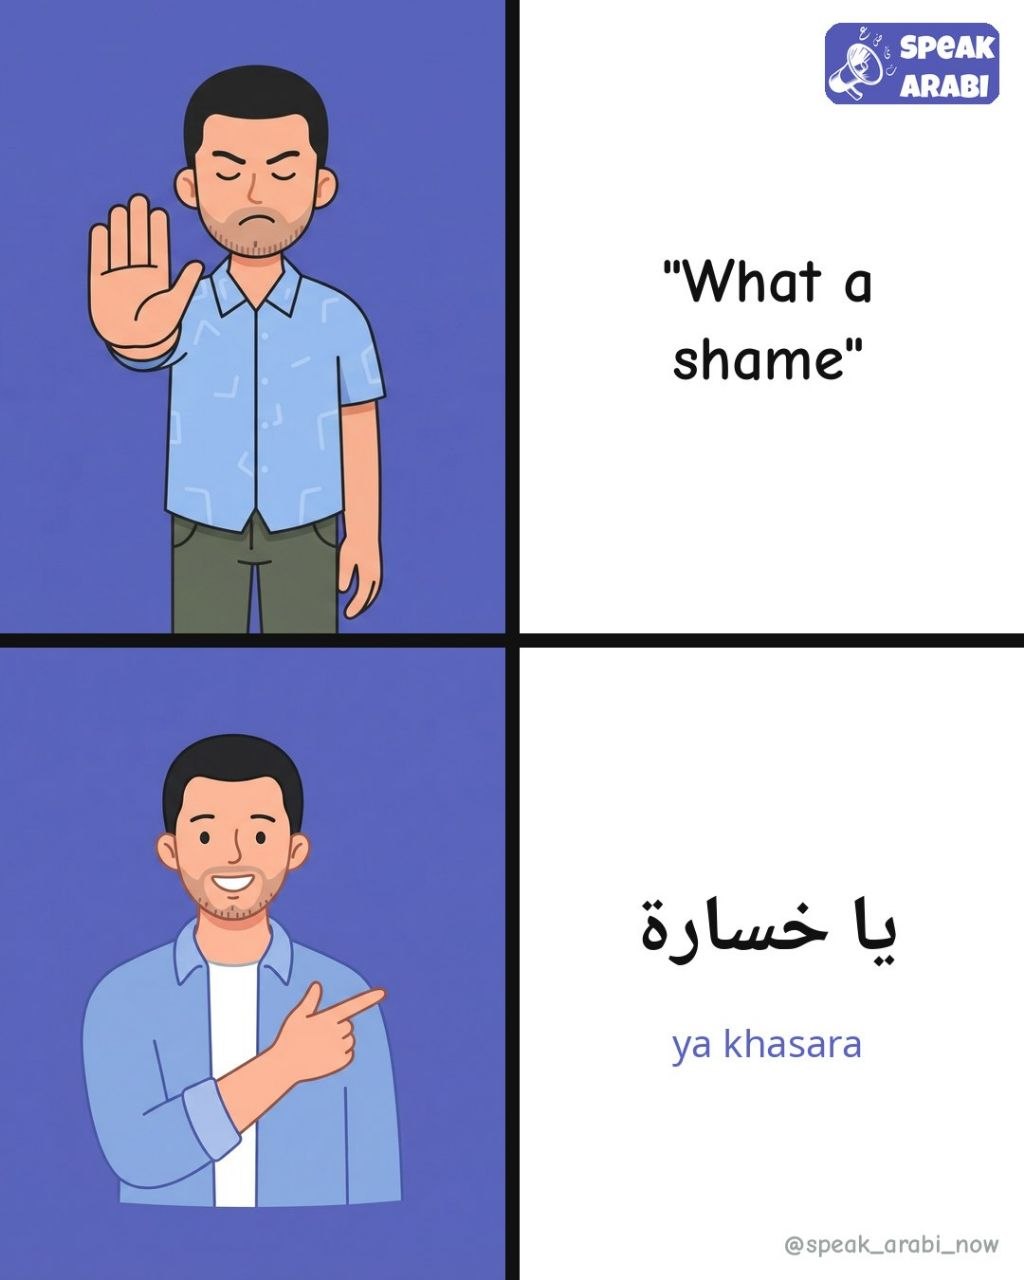 SPEAK
ARABI
"What a
shame"
يا خسارة
ya khasara
@speak_arabi_now